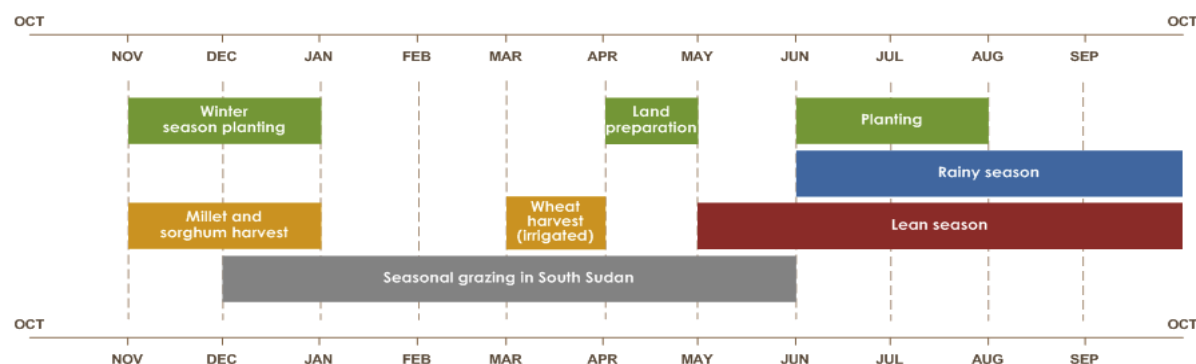 OCT OCT
NOV DEC JAN FEB MAR APR MAY JUN JUL AUG SEP
Winter
season planting
Land
preparation
Planting
Rainy season
Millet and
sorghum harvest
Wheat
harvest
(irrigated)
Lean season
Seasonal grazing in South Sudan
OCT OCT
NOV DEC JAN FEB MAR APR MAY JUN JUL AUG SEP